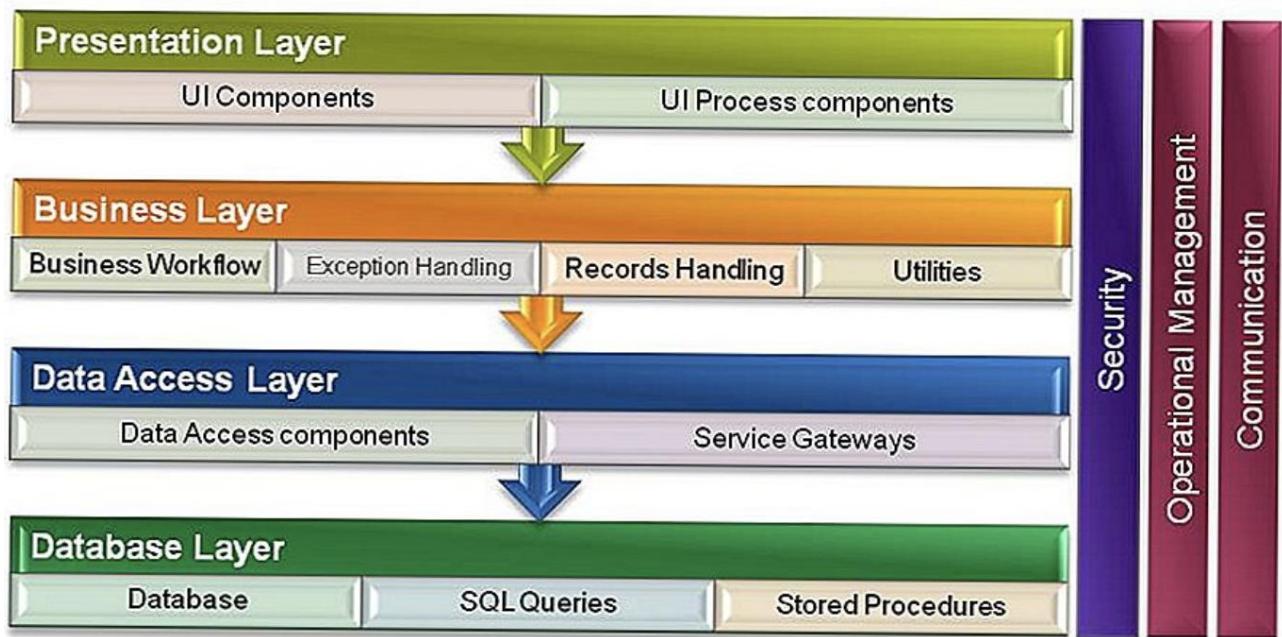 Presentation Layer
UI Components
UI Process components
Business Layer
Business Workflow
Exception Handling
Records Handling
Utilities
Data Access Layer
Data Access components
Service Gateways
Database Layer
Database
SQL Queries
Stored Procedures
Security
Operational Management
Communication